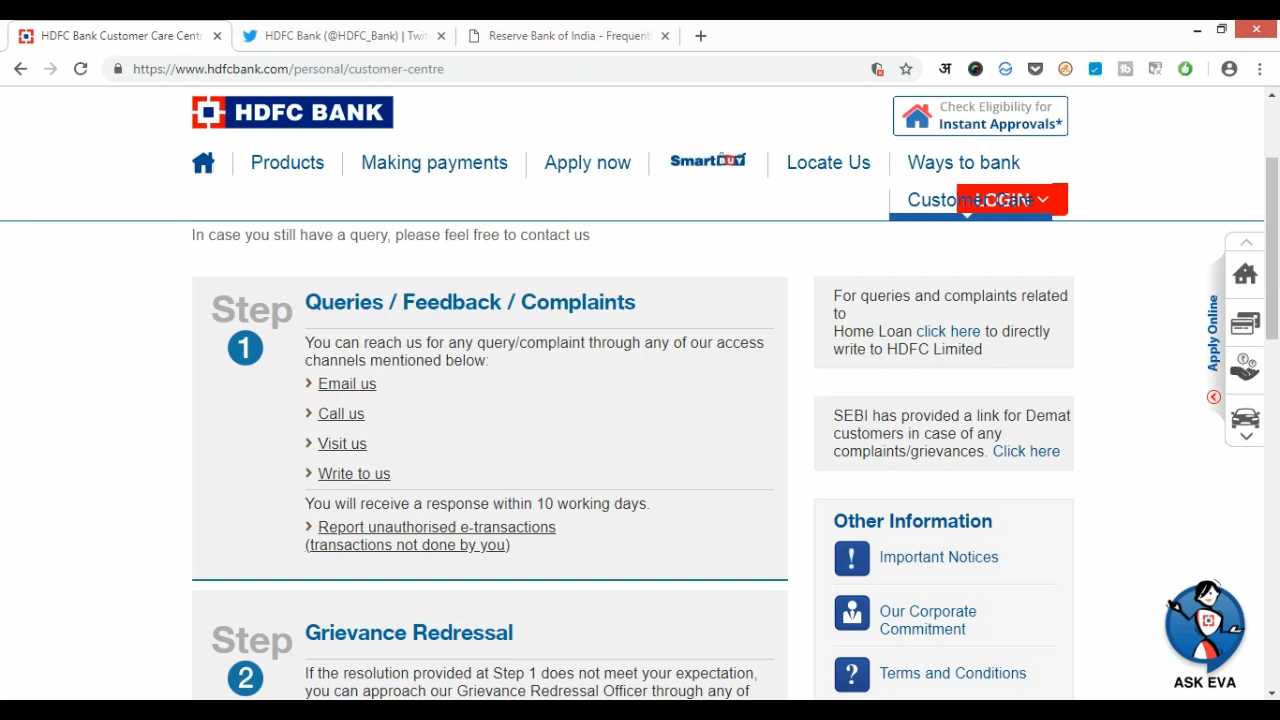 HDFC Bank Customer Care Cent
HDFC Bank (@HDFC_Bank) | Twit
Reserve Bank of India - Frequent
https://www.hdfcbank.com/personal/customer-centre
अ
HDFC BANK
Check Eligibility for
Instant Approvals*
Products
Making payments
Apply now
SmartBUY
Locate Us
Ways to bank
Customer Care
LOGIN
In case you still have a query, please feel free to contact us
Step
1
Queries / Feedback / Complaints
You can reach us for any query/complaint through any of our access
channels mentioned below:
Email us
Call us
Visit us
Write to us
You will receive a response within 10 working days.
Report unauthorised e-transactions
(transactions not done by you)
Step
2
Grievance Redressal
If the resolution provided at Step 1 does not meet your expectation,
you can approach our Grievance Redressal Officer through any of
For queries and complaints related
to
Home Loan click here to directly
write to HDFC Limited
SEBI has provided a link for Demat
customers in case of any
complaints/grievances. Click here
Other Information
Important Notices
Our Corporate
Commitment
Terms and Conditions
Apply Online
ASK EVA